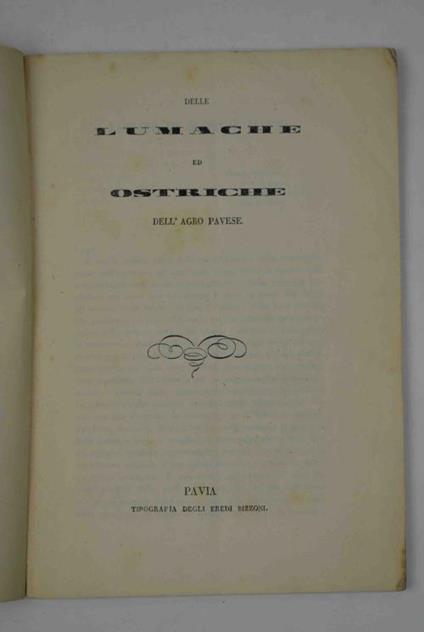 DELLE
LUMACHE
ED
OSTRICHE
DELL' AGRO PAVESE.
PAVIA
TIPOGRAFIA DEGLI EREDI BIZZONI.